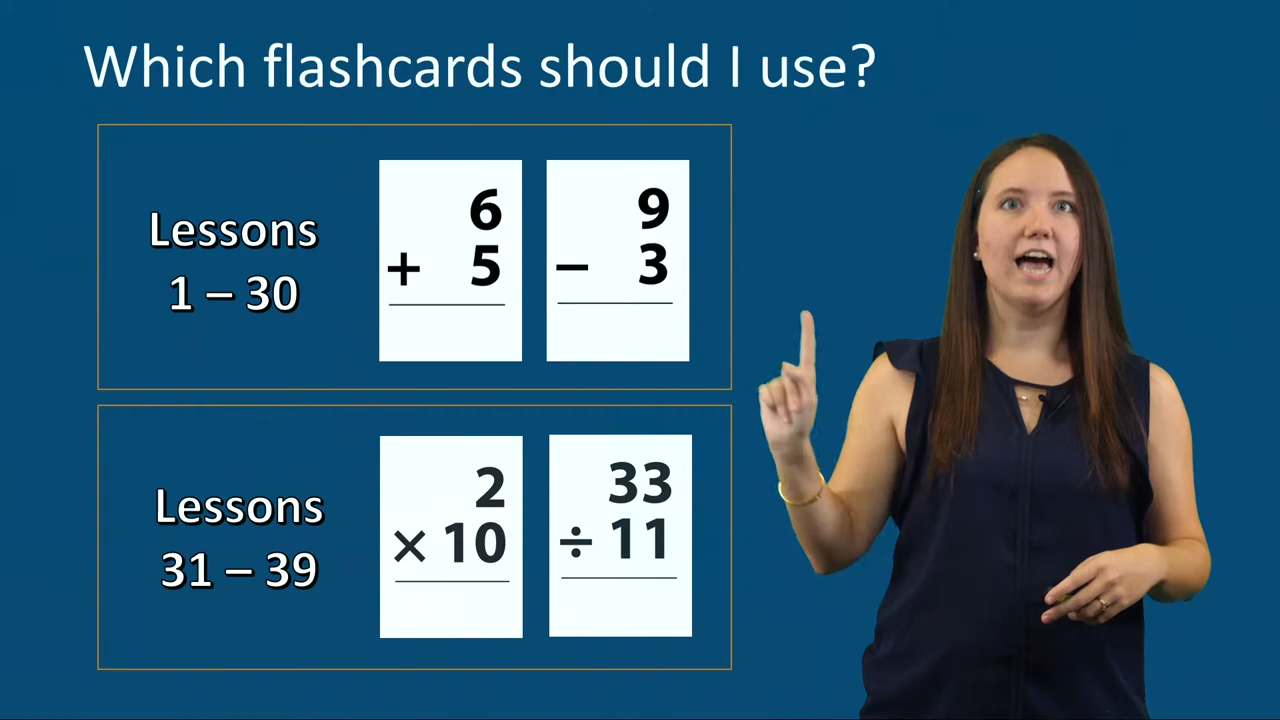 Which flashcards should I use?
Lessons
1 – 30
6
+ 5
9
– 3
Lessons
31 – 39
2
× 10
33
÷ 11